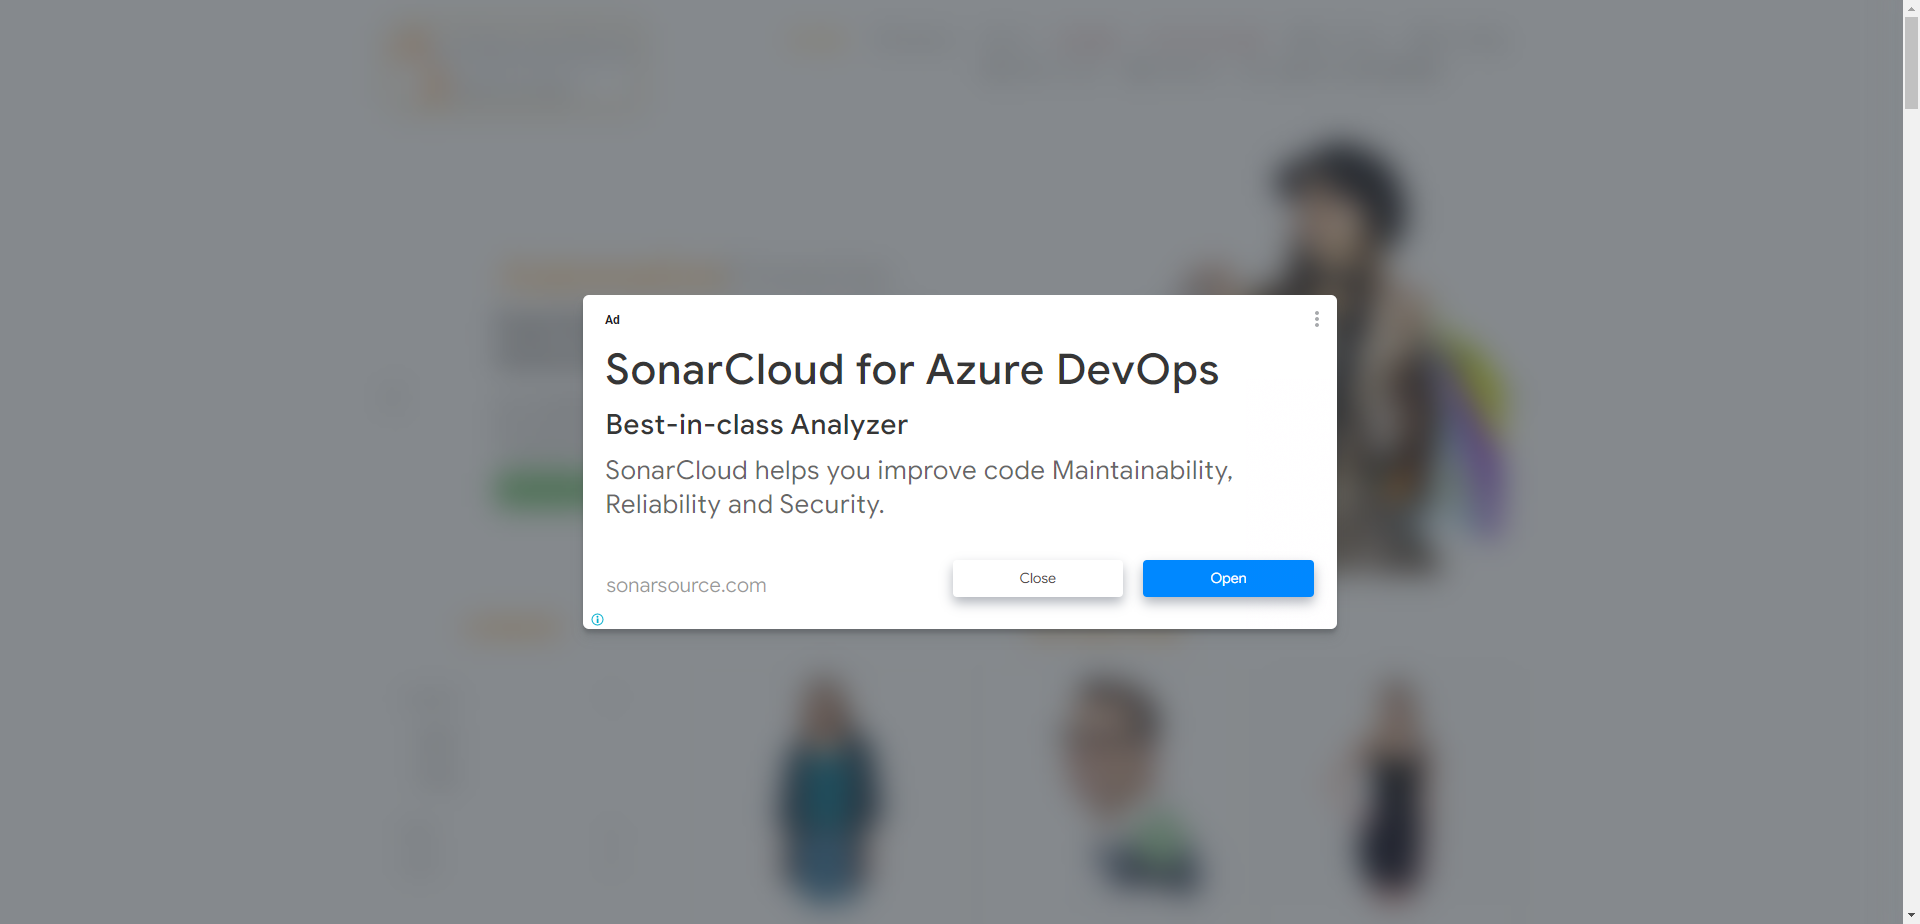 Ad
SonarCloud for Azure DevOps
Best-in-class Analyzer
SonarCloud helps you improve code Maintainability,
Reliability and Security.
sonarsource.com
Close
Open